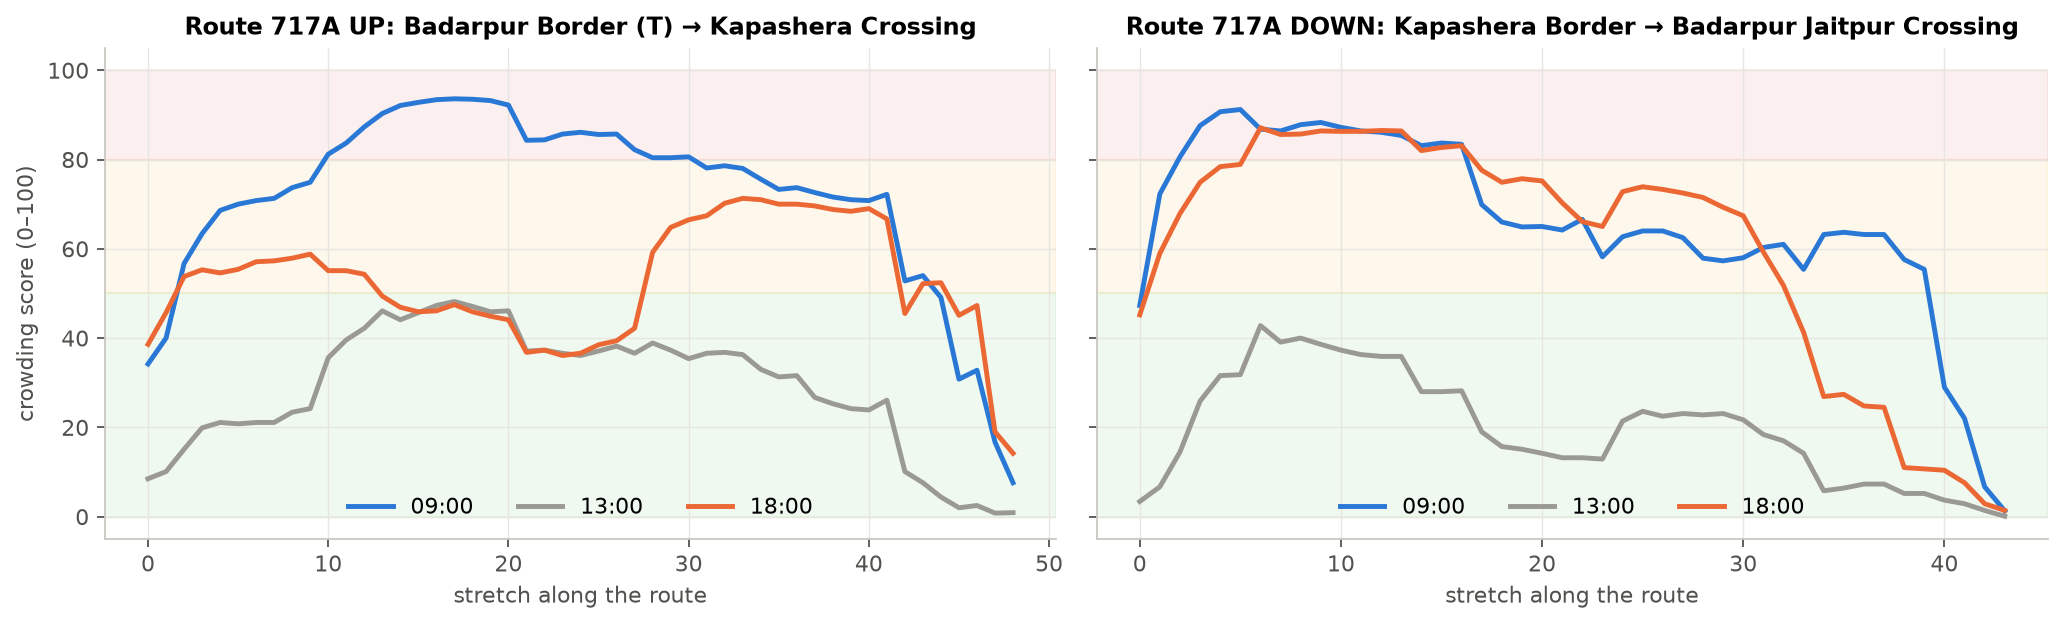 Route 717A UP: Badarpur Border (T) → Kapashera Crossing
crowding score (0–100)
100
80
60
40
20
0
09:00 13:00 18:00
0 10 20 30 40 50
stretch along the route
Route 717A DOWN: Kapashera Border → Badarpur Jaitpur Crossing
09:00 13:00 18:00
0 10 20 30 40
stretch along the route